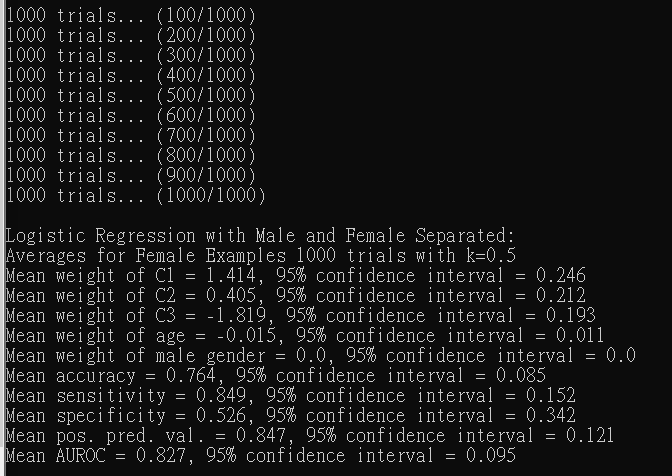 1000 trials... (100/1000)
1000 trials... (200/1000)
1000 trials... (300/1000)
1000 trials... (400/1000)
1000 trials... (500/1000)
1000 trials... (600/1000)
1000 trials... (700/1000)
1000 trials... (800/1000)
1000 trials... (900/1000)
1000 trials... (1000/1000)
Logistic Regression with Male and Female Separated:
Averages for Female Examples 1000 trials with k=0.5
Mean weight of C1 = 1.414, 95% confidence interval = 0.246
Mean weight of C2 = 0.405, 95% confidence interval = 0.212
Mean weight of C3 = -1.819, 95% confidence interval = 0.193
Mean weight of age = -0.015, 95% confidence interval = 0.011
Mean weight of male gender = 0.0, 95% confidence interval = 0.0
Mean accuracy = 0.764, 95% confidence interval = 0.085
Mean sensitivity = 0.849, 95% confidence interval = 0.152
Mean specificity = 0.526, 95% confidence interval = 0.342
Mean pos. pred. val. = 0.847, 95% confidence interval = 0.121
Mean AUROC = 0.827, 95% confidence interval = 0.095